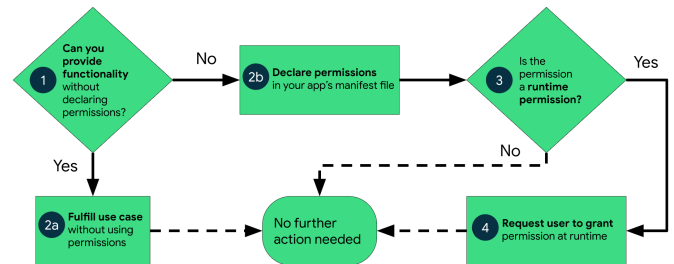 Can you
provide
functionality
without
declaring
permissions?
1
No
2b
Declare permissions
in your app's manifest file
3
Is the
permission
a runtime
permission?
Yes
Yes
No
2a
Fulfill use case
without using
permissions
No further
action needed
4
Request user to grant
permission at runtime